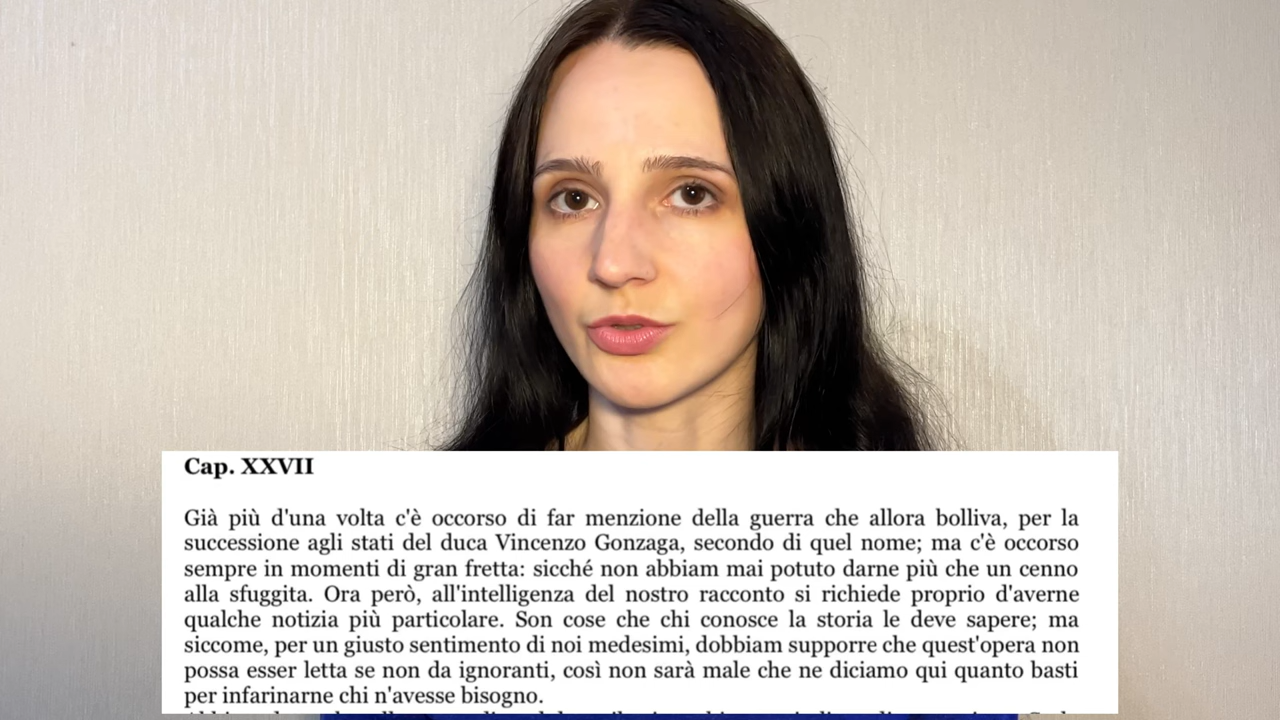 Cap. XXVII
Già più d'una volta c'è occorso di far menzione della guerra che allora bolliva, per la
successione agli stati del duca Vincenzo Gonzaga, secondo di quel nome; ma c'è occorso
sempre in momenti di gran fretta: sicché non abbiam mai potuto darne più che un cenno
alla sfuggita. Ora però, all'intelligenza del nostro racconto si richiede proprio d'averne
qualche notizia più particolare. Son cose che chi conosce la storia le deve sapere; ma
siccome, per un giusto sentimento di noi medesimi, dobbiam supporre che quest'opera non
possa esser letta se non da ignoranti, così non sarà male che ne diciamo qui quanto basti
per infarinarne chi n'avesse bisogno.